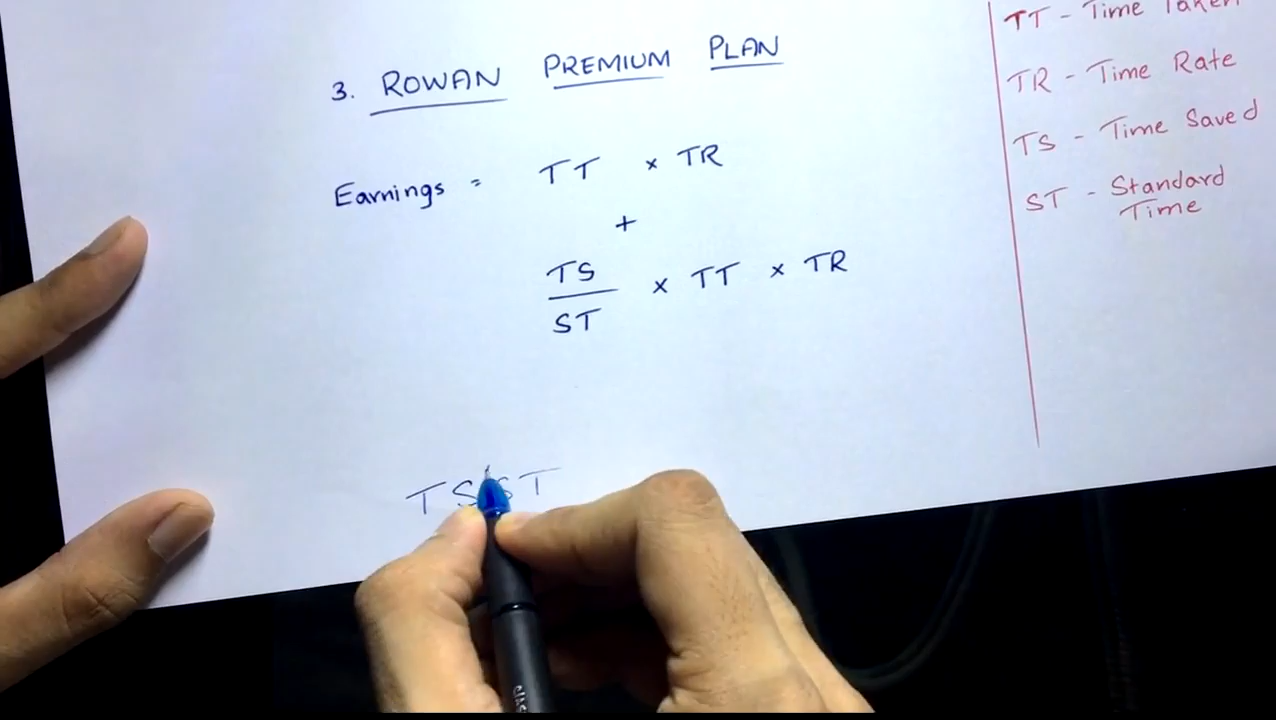 3. ROWAN PREMIUM PLAN
Earnings = TT × TR
+
TS
ST
× TT × TR
TSST
TT - Time Taken
TR - Time Rate
TS - Time Saved
ST - Standard
Time